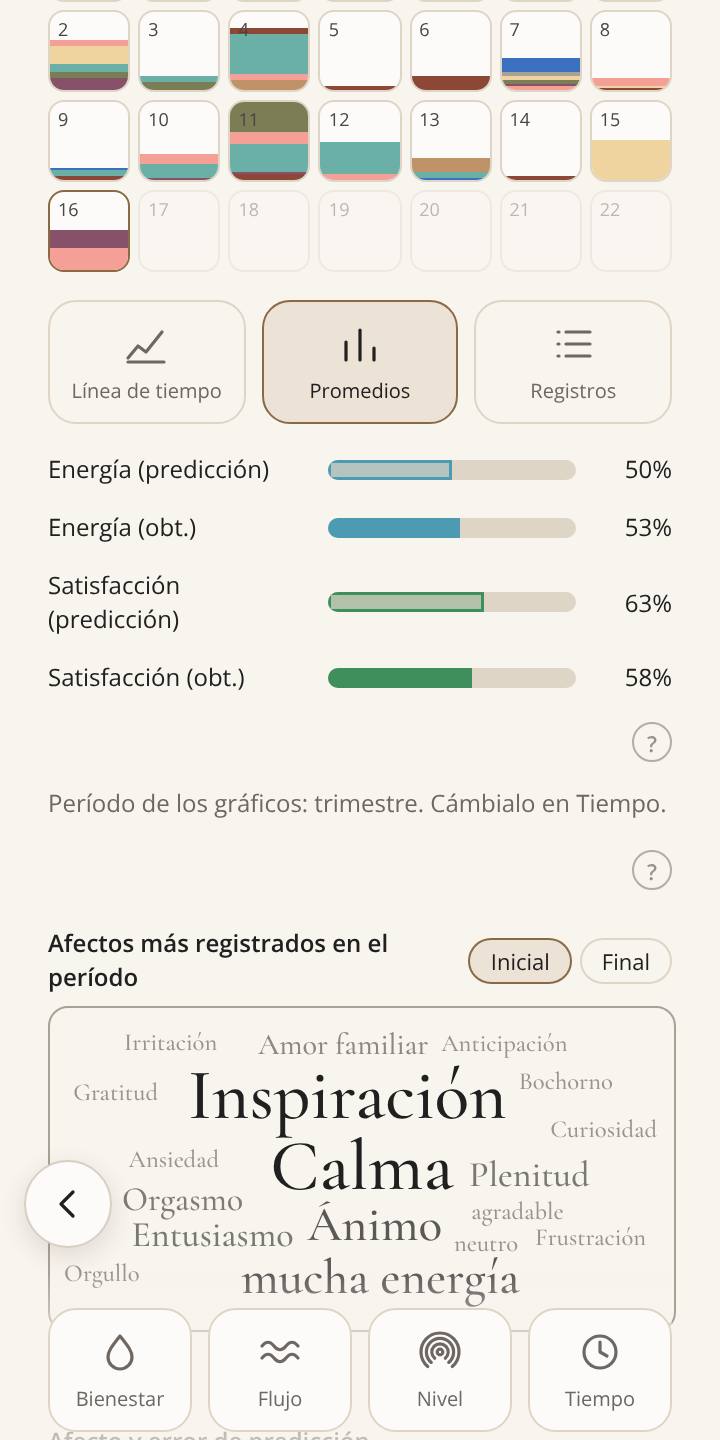 2 3 4 5 6 7 8
9 10 11 12 13 14 15
16 17 18 19 20 21 22
Línea de tiempo Promedios Registros
Energía (predicción) 50%
Energía (obt.) 53%
Satisfacción
(predicción) 63%
Satisfacción (obt.) 58%
?
Período de los gráficos: trimestre. Cámbialo en Tiempo.
?
Afectos más registrados en el
período
Inicial Final
Irritación Amor familiar Anticipación
Gratitud Inspiración Bochorno
Curiosidad
Ansiedad Calma Plenitud
Orgasmo Ánimo agradable
Entusiasmo neutro Frustración
Orgullo mucha energía
Bienestar Flujo Nivel Tiempo
Afecto y error de predicción